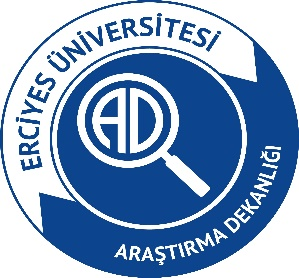 ERCİYES ÜNİVERSİTESİ
AD
ARAŞTIRMA DEKANLIĞI